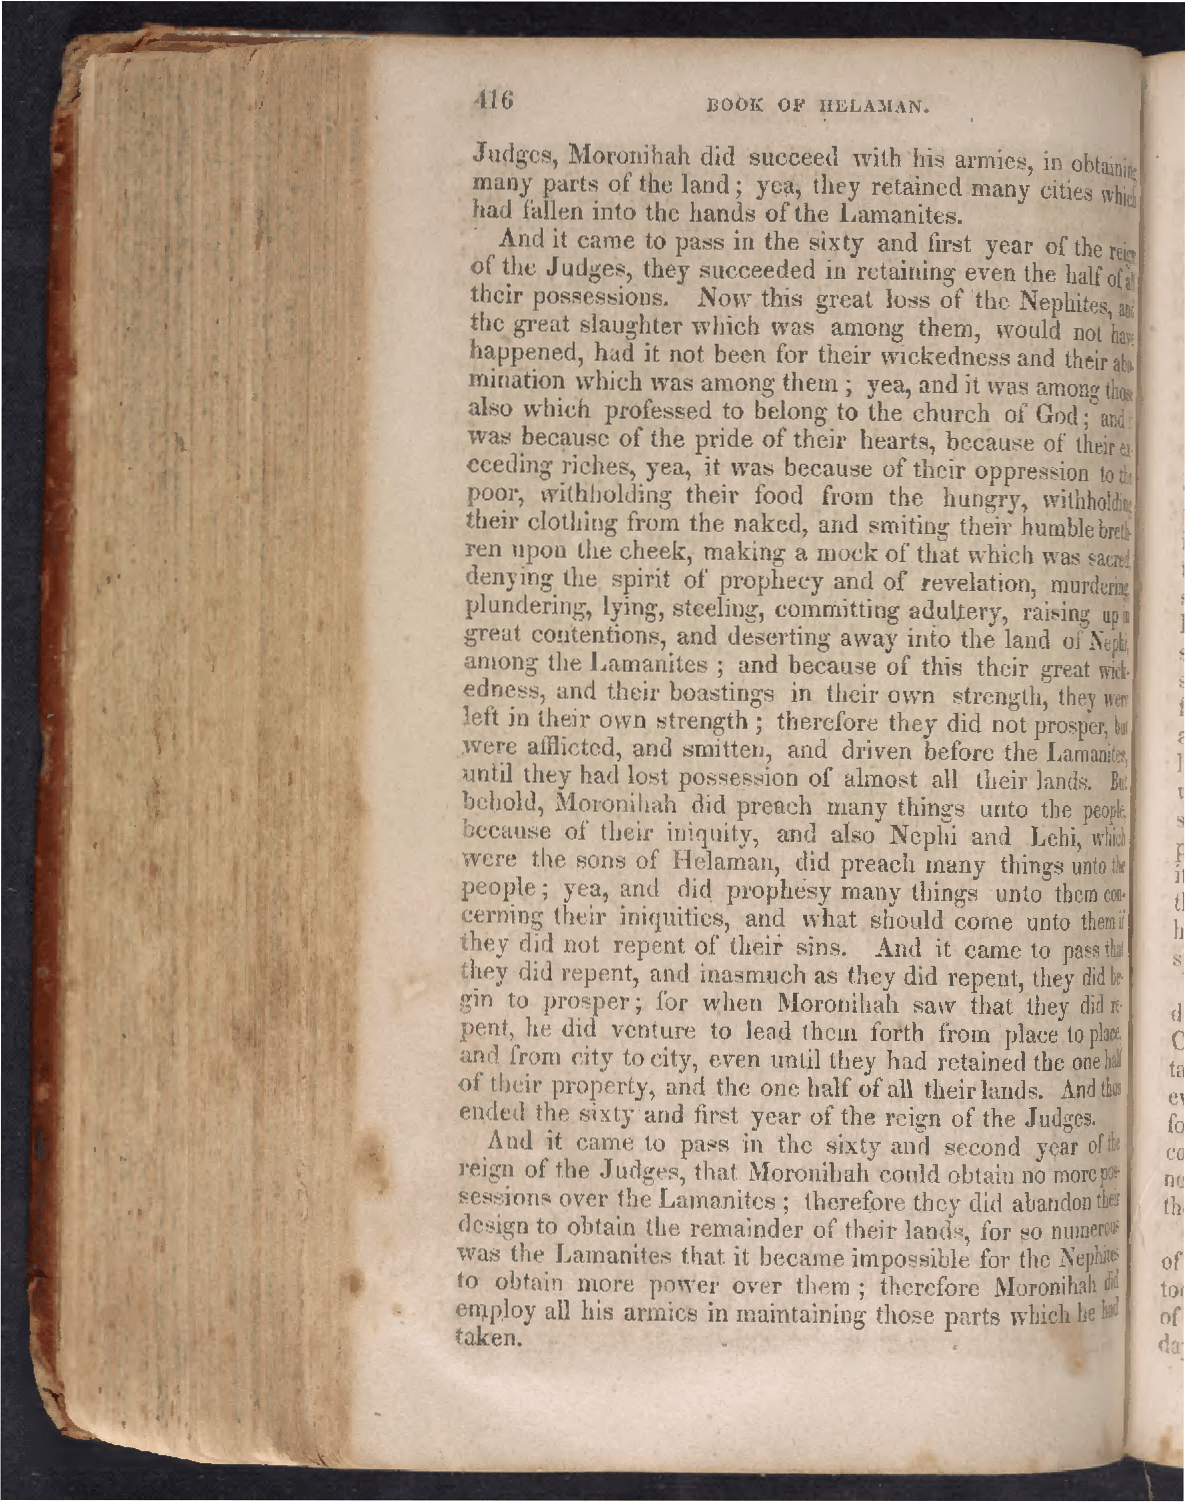 416 BOOK OF HELAMAN.
Judges, Moronihah did succeed with his armies, in obtaining
many parts of the land; yea, they retained many cities which
had fallen into the hands of the Lamanites.
And it came to pass in the sixty and first year of the reign
of the Judges, they succeeded in retaining even the half of all
their possessions. Now this great loss of the Nephites, and
the great slaughter which was among them, would not have
happened, had it not been for their wickedness and their abo-
mination which was among them; yea, and it was among those
also which professed to belong to the church of God; and
was because of the pride of their hearts, because of their ex-
ceeding riches, yea, it was because of their oppression to the
poor, withholding their food from the hungry, withholding
their clothing from the naked, and smiting their humble breth-
ren upon the cheek, making a mock of that which was sacred,
denying the spirit of prophecy and of revelation, murdering,
plundering, lying, steeling, committing adultery, raising up in
great contentions, and deserting away into the land of Nephi,
among the Lamanites; and because of this their great wick-
edness, and their boastings in their own strength, they were
left in their own strength; therefore they did not prosper, but
were afflicted, and smitten, and driven before the Lamanites,
until they had lost possession of almost all their lands. But
behold, Moronihah did preach many things unto the people,
because of their iniquity, and also Nephi and Lehi, which
were the sons of Helaman, did preach many things unto the
people; yea, and did prophesy many things unto them con-
cerning their iniquities, and what should come unto them if
they did not repent of their sins. And it came to pass that
they did repent, and inasmuch as they did repent, they did be-
gin to prosper; for when Moronihah saw that they did re-
pent, he did venture to lead them forth from place to place,
and from city to city, even until they had retained the one half
of their property, and the one half of all their lands. And thus
ended the sixty and first year of the reign of the Judges.
And it came to pass in the sixty and second year of the
reign of the Judges, that Moronihah could obtain no more pos-
sessions over the Lamanites; therefore they did abandon their
design to obtain the remainder of their lands, for so numerous
was the Lamanites that it became impossible for the Nephites
to obtain more power over them; therefore Moronihah did
employ all his armies in maintaining those parts which he had
taken.